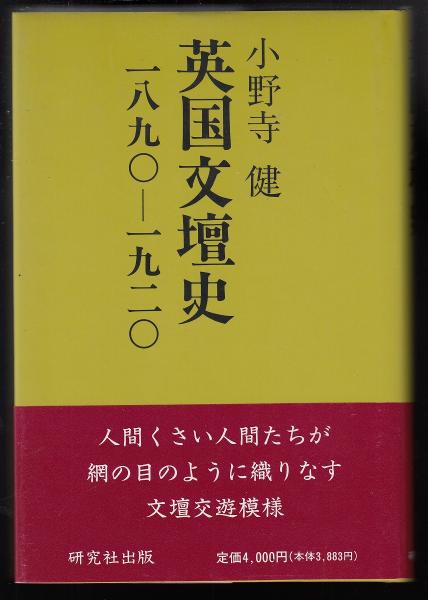 小野寺 健
英国文壇史
一八九〇―一九二〇
人間くさい人間たちが
網の目のように織りなす
文壇交遊模様
研究社出版
定価4,000円(本体3,883円)